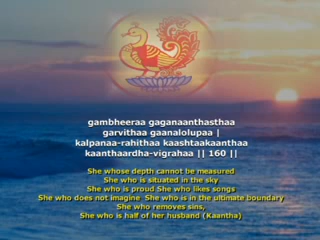 gambheeraa gaganaanthasthaa
garvithaa gaanalolupaa |
kalpanaa-rahithaa kaashtaakaanthaa
kaanthaardha-vigrahaa || 160 ||
She whose depth cannot be measured
She who is situated in the sky
She who is proud She who likes songs
She who does not imagine She who is in the ultimate boundary
She who removes sins,
She who is half of her husband (Kaantha)